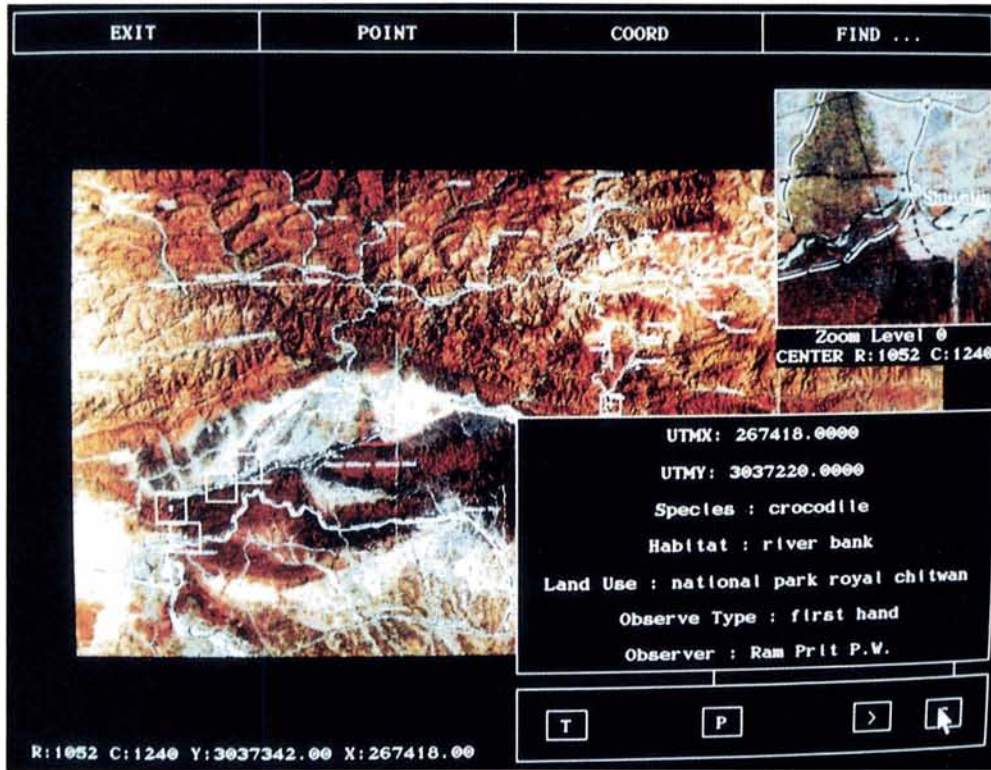 EXIT
POINT
COORD
FIND ...
Zoom Level 0
CENTER R:1052 C:1240
UTMX: 267418.0000
UTMY: 3037220.0000
Species : crocodile
Habitat : river bank
Land Use : national park royal chitwan
Observe Type : first hand
Observer : Ram Prit P.W.
T
P
>
R:1052 C:1240 Y:3037342.00 X:267418.00